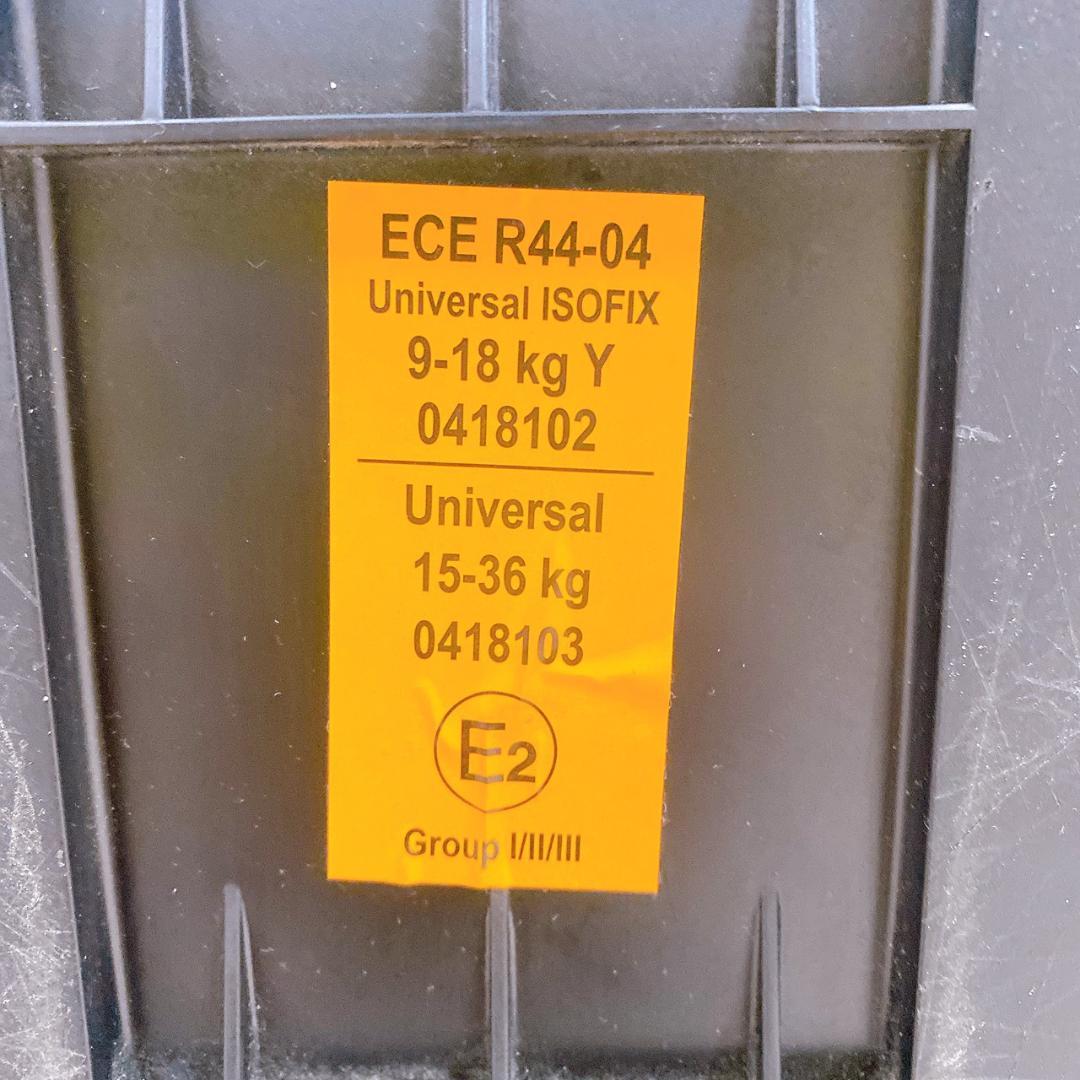 ECE R44-04
Universal ISOFIX
9-18 kg Y
0418102
Universal
15-36 kg
0418103
E2
Group I/II/III